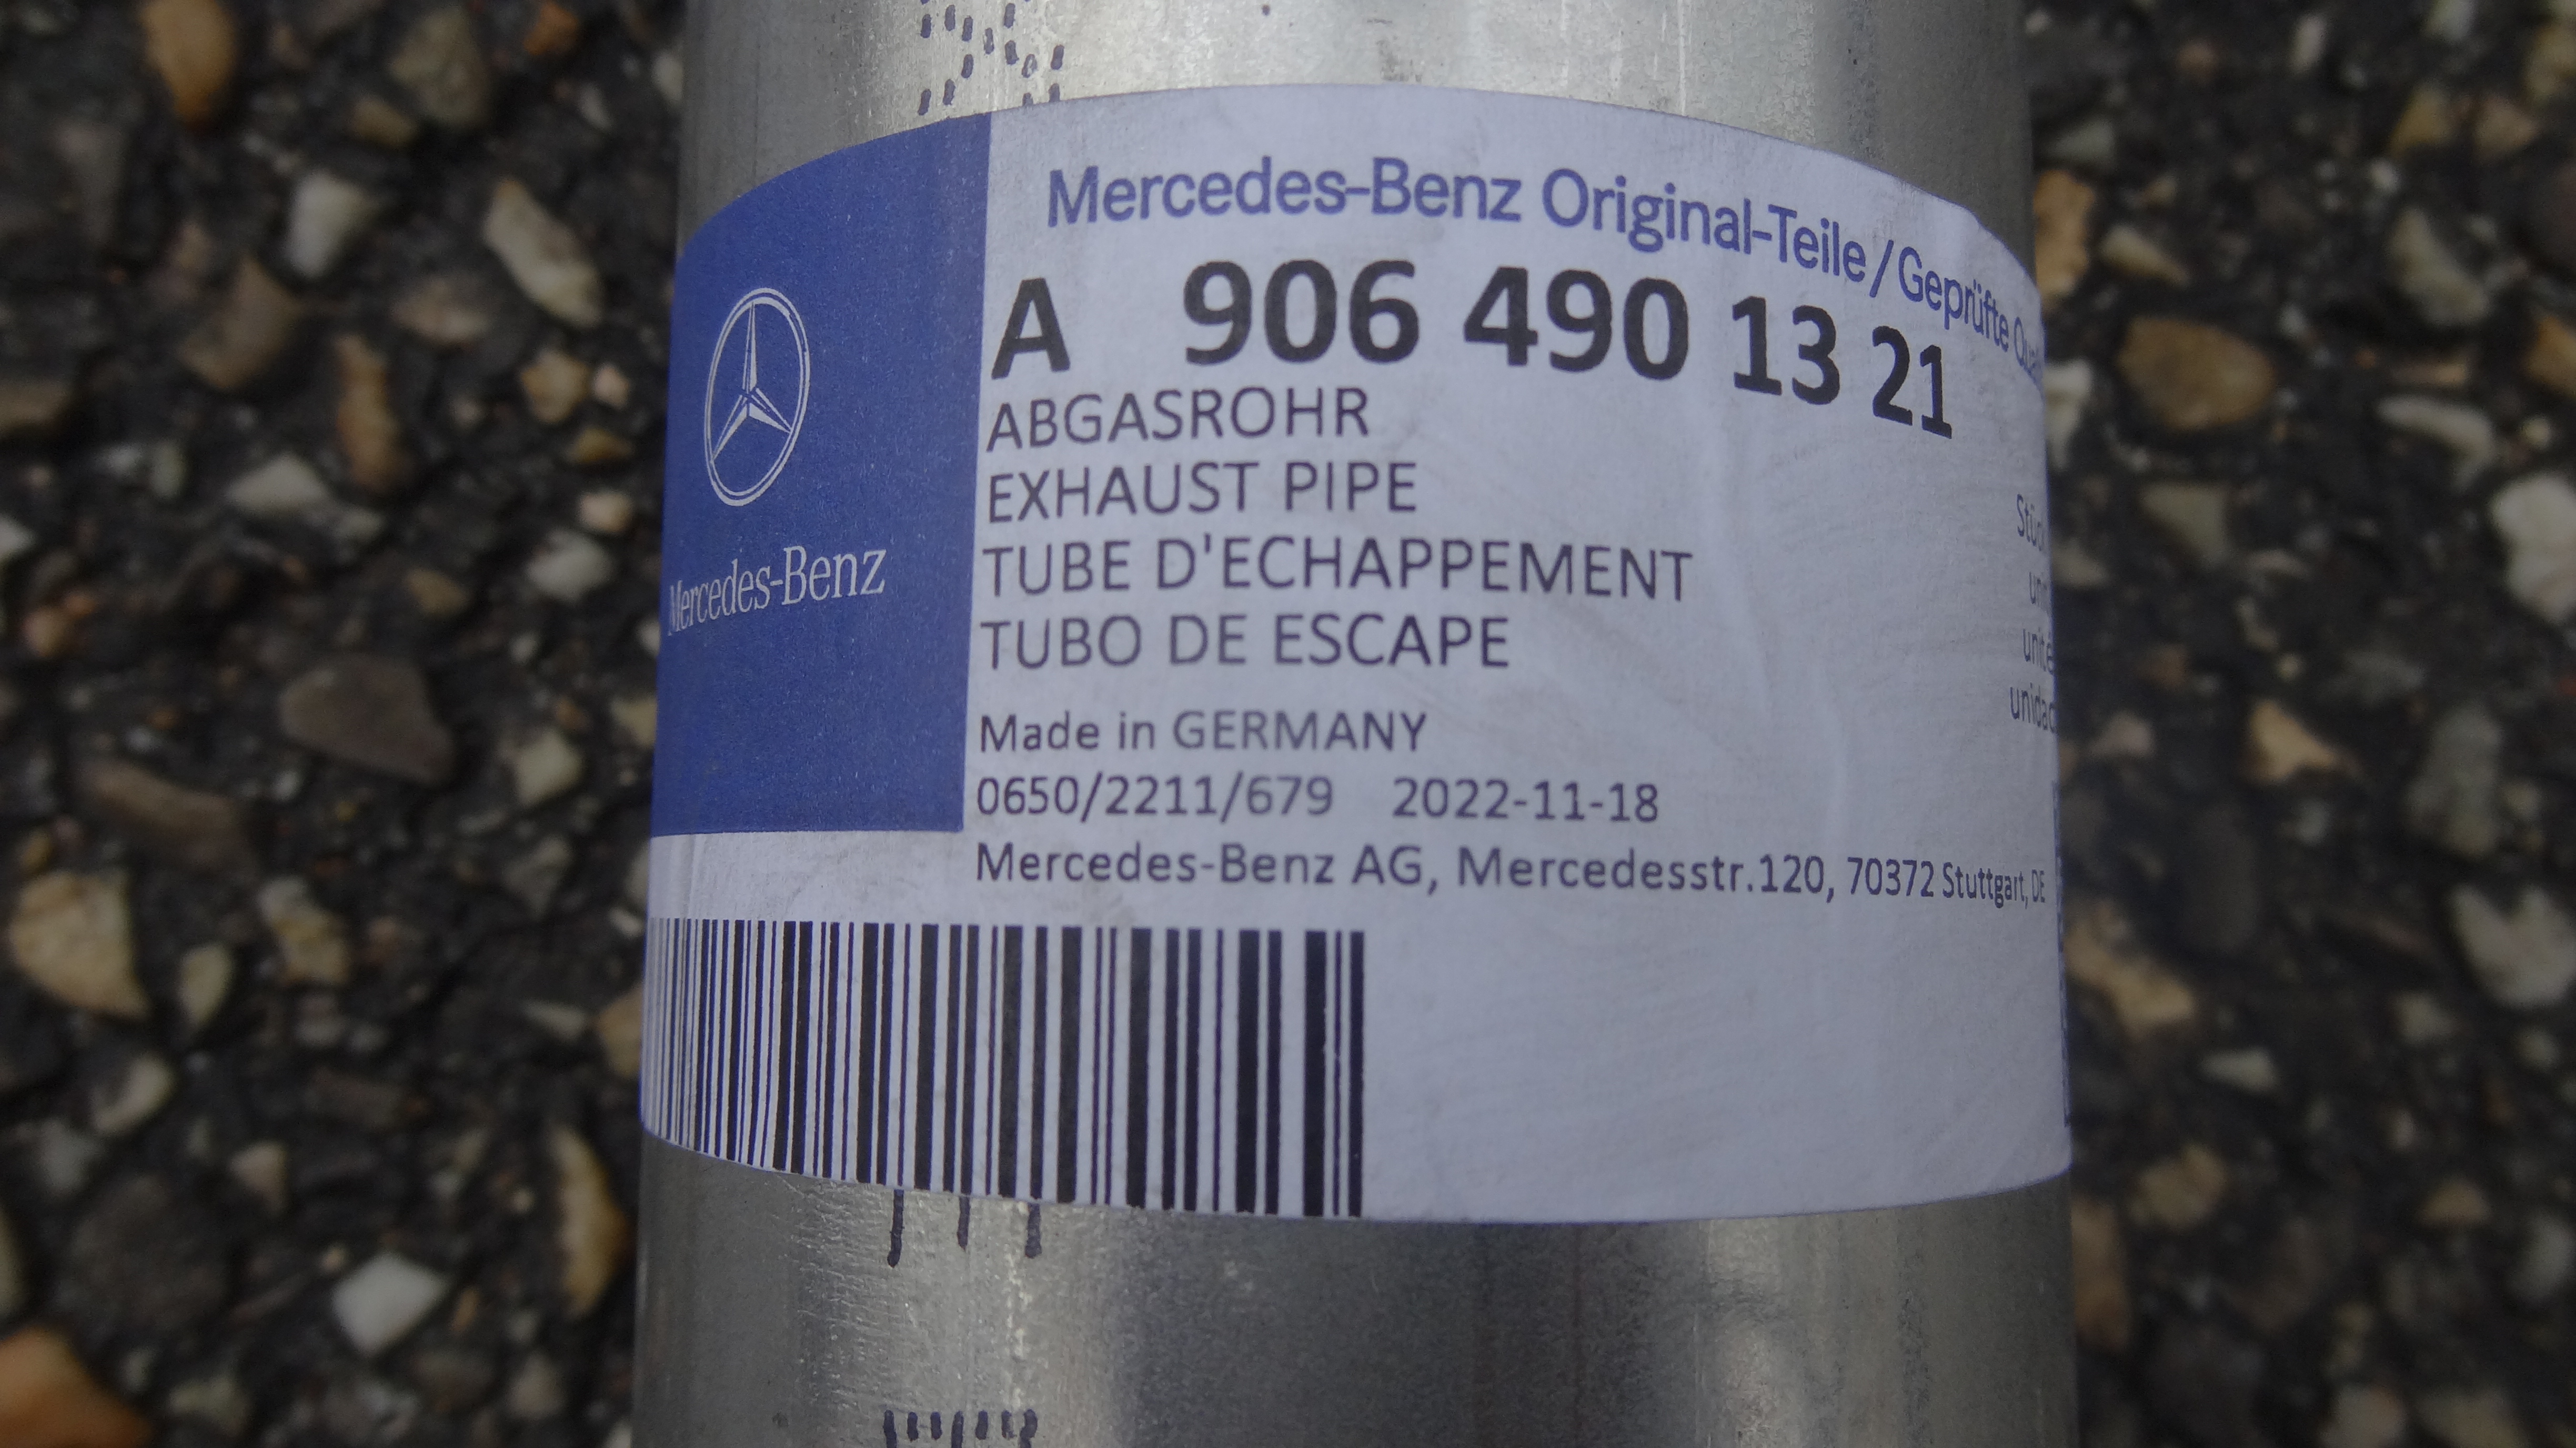 Mercedes-Benz
Mercedes-Benz Original-Teile/Geprüfte
A 906 490 13 21
ABGASROHR
EXHAUST PIPE
TUBE D'ECHAPPEMENT
TUBO DE ESCAPE
Made in GERMANY
0650/2211/679 2022-11-18
Mercedes-Benz AG, Mercedesstr.120, 70372 Stuttgart, DE